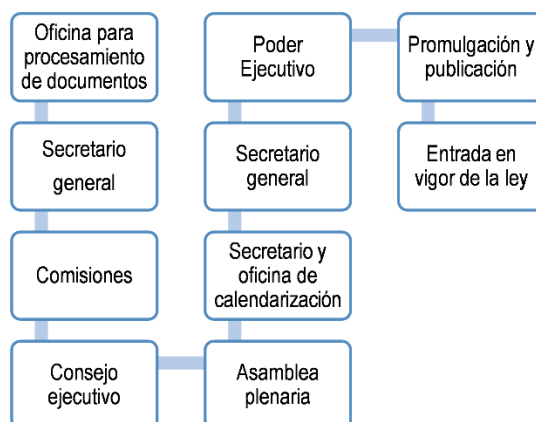 Oficina para
procesamiento
de documentos
Secretario
general
Comisiones
Consejo
ejecutivo
Asamblea
plenaria
Secretario y
oficina de
calendarización
Secretario
general
Poder
Ejecutivo
Promulgación y
publicación
Entrada en
vigor de la ley